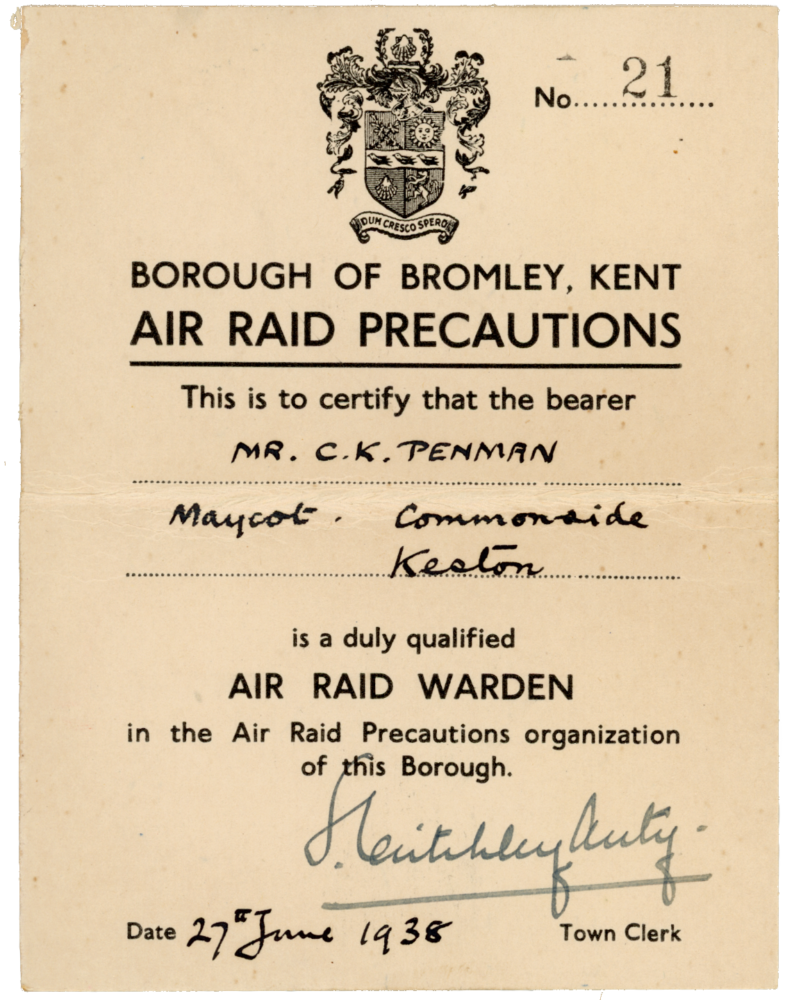 No. 21
DUM CRESCO SPERO
BOROUGH OF BROMLEY, KENT
AIR RAID PRECAUTIONS
This is to certify that the bearer
MR. C.K. PENMAN
Maycot. Commonside
Keston
is a duly qualified
AIR RAID WARDEN
in the Air Raid Precautions organization
of this Borough.
Date 27th June 1938 Town Clerk